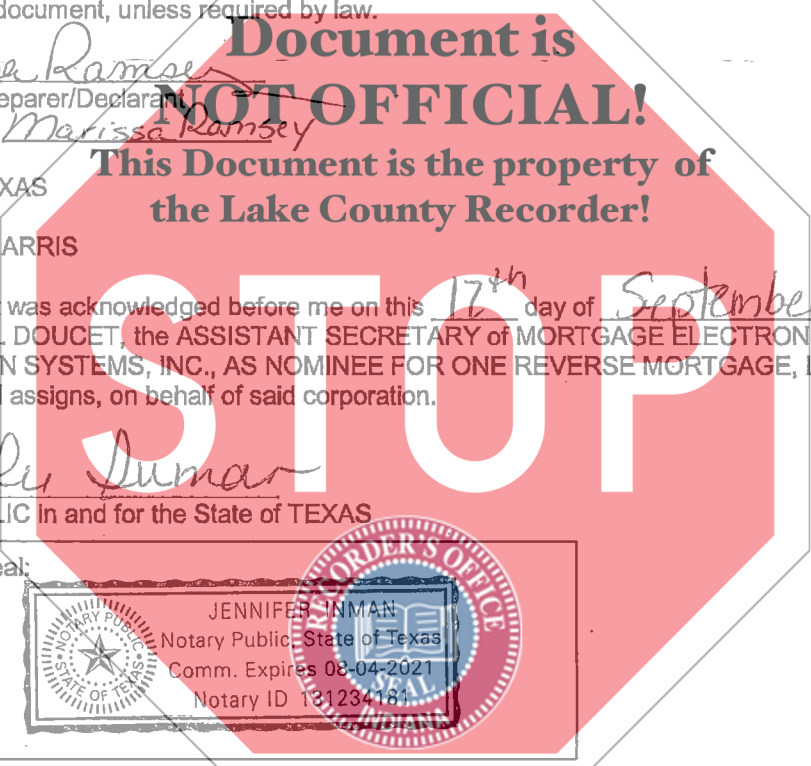 document, unless required by law.
Document is
Ramsey
NOT OFFICIAL!
eparer/Declarant
Marissa Ramsey
This Document is the property of
XAS
the Lake County Recorder!
ARRIS
STOP
was acknowledged before me on this 17th day of Septembe
L DOUCET, the ASSISTANT SECRETARY of MORTGAGE ELECTRON
N SYSTEMS, INC., AS NOMINEE FOR ONE REVERSE MORTGAGE, L
assigns, on behalf of said corporation.
LIC in and for the State of TEXAS
eal:
RECORDER'S OFFICE
SEAL
INDIANA
NOTARY PUBLIC
STATE OF TEXAS
JENNIFER INMAN
Notary Public, State of Texas
Comm. Expires 08-04-2021
Notary ID 131234181